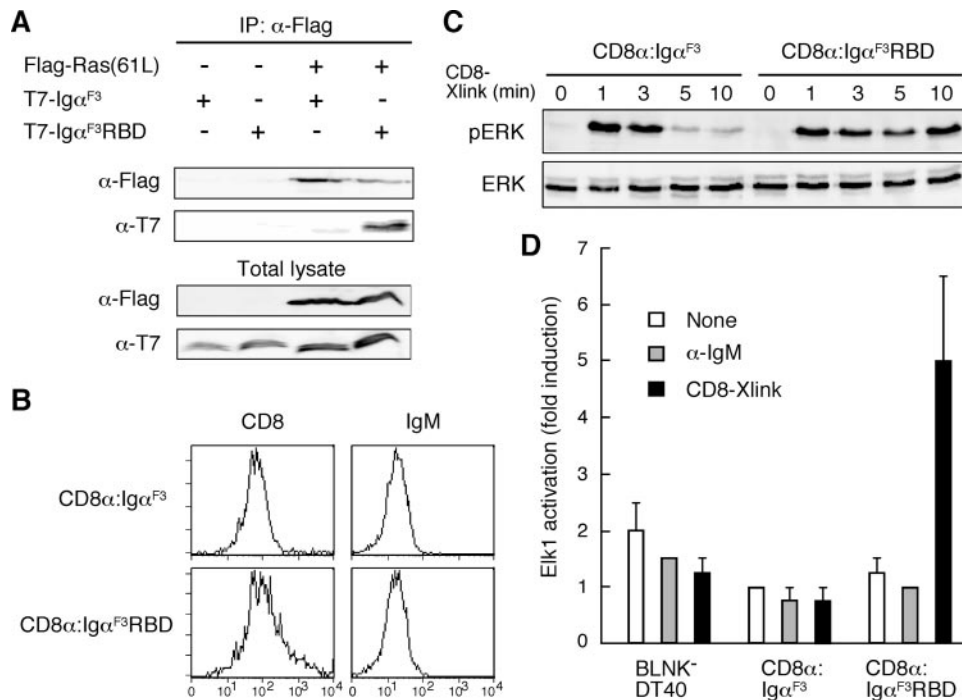 A
IP: α-Flag
Flag-Ras(61L) - - + +
T7-Igα^F3 + - + -
T7-Igα^F3RBD - + - +
α-Flag
α-T7
Total lysate
α-Flag
α-T7
B
CD8 IgM
CD8α:Igα^F3
CD8α:Igα^F3RBD
0 10^1 10^2 10^3 10^4 0 10^1 10^2 10^3 10^4
C
CD8α:Igα^F3 CD8α:Igα^F3RBD
CD8-
Xlink (min) 0 1 3 5 10 0 1 3 5 10
pERK
ERK
D
Elk1 activation (fold induction)
7
6
5
4
3
2
1
0
None
α-IgM
CD8-Xlink
BLNK^- CD8α: CD8α:
DT40 Igα^F3 Igα^F3RBD